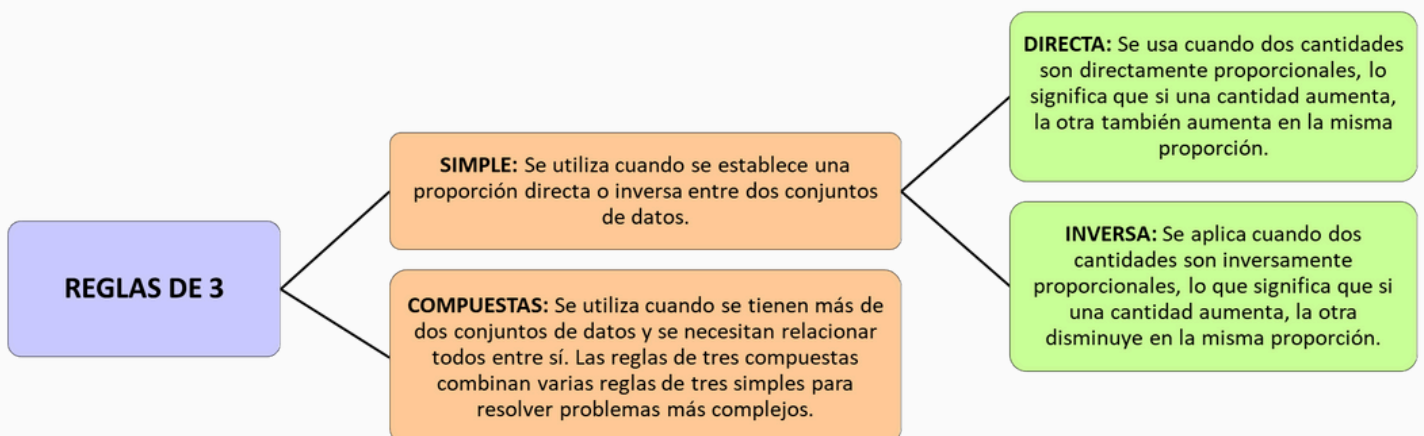 REGLAS DE 3
SIMPLE: Se utiliza cuando se establece una
proporción directa o inversa entre dos conjuntos
de datos.
COMPUESTAS: Se utiliza cuando se tienen más de
dos conjuntos de datos y se necesitan relacionar
todos entre sí. Las reglas de tres compuestas
combinan varias reglas de tres simples para
resolver problemas más complejos.
DIRECTA: Se usa cuando dos cantidades
son directamente proporcionales, lo
significa que si una cantidad aumenta,
la otra también aumenta en la misma
proporción.
INVERSA: Se aplica cuando dos
cantidades son inversamente
proporcionales, lo que significa que si
una cantidad aumenta, la otra
disminuye en la misma proporción.